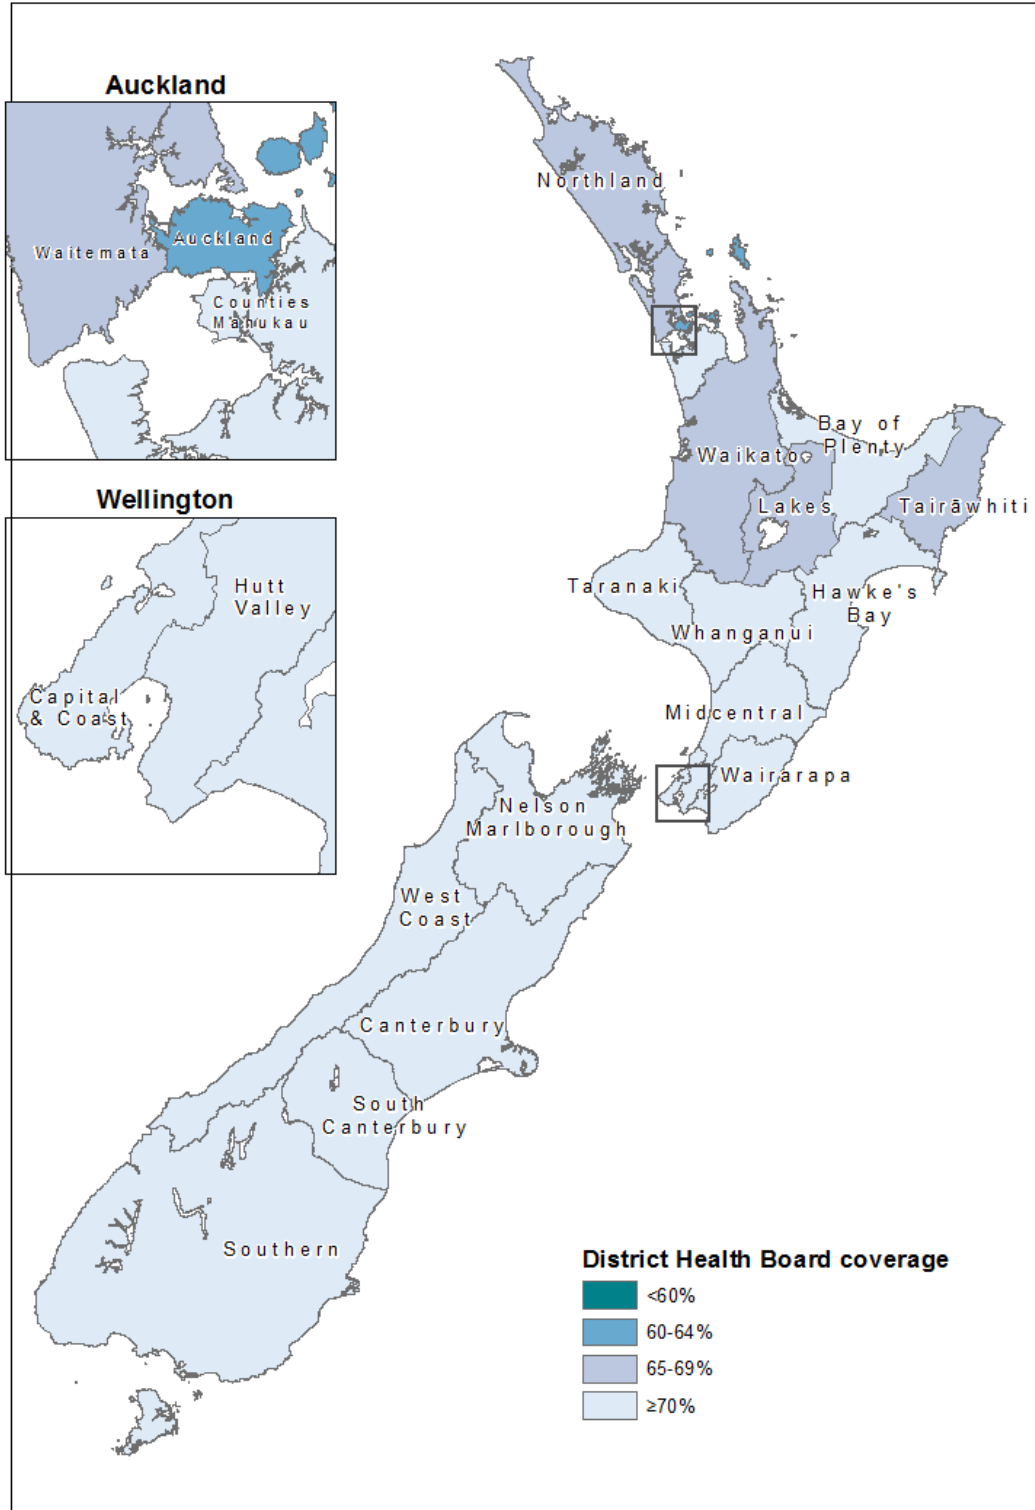 Auckland
Waitemata
Auckland
Counties
Manukau
Wellington
Hutt
Valley
Capital
& Coast
Northland
Bay of
Plenty
Waikato
Lakes
Tairāwhiti
Taranaki
Hawke's
Bay
Whanganui
Midcentral
Wairarapa
Nelson
Marlborough
West
Coast
Canterbury
South
Canterbury
Southern
District Health Board coverage
<60%
60-64%
65-69%
≥70%